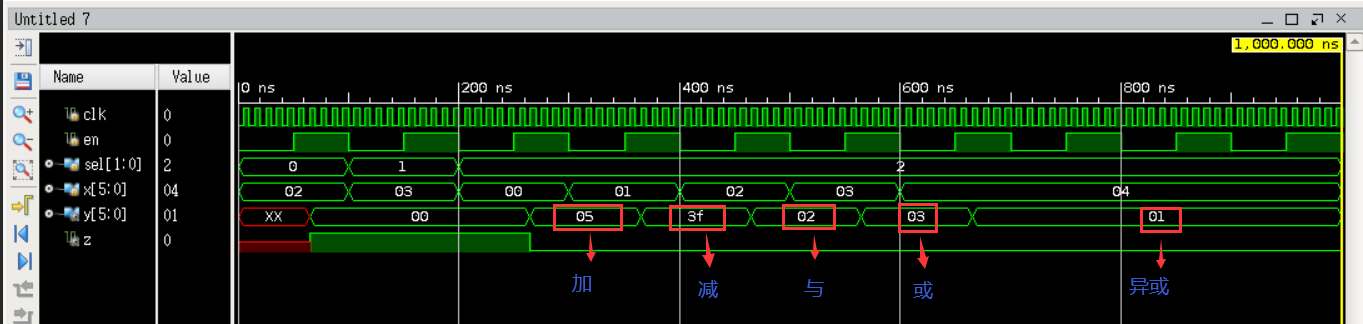 Untitled 7
1,000.000 ns
Name Value
0 ns 200 ns 400 ns 600 ns 800 ns
clk 0
en 0
sel[1:0] 2 0 1 2
x[5:0] 04 02 03 00 01 02 03 04
y[5:0] 01 XX 00 05 3f 02 03 01
z 0
加 减 与 或 异或